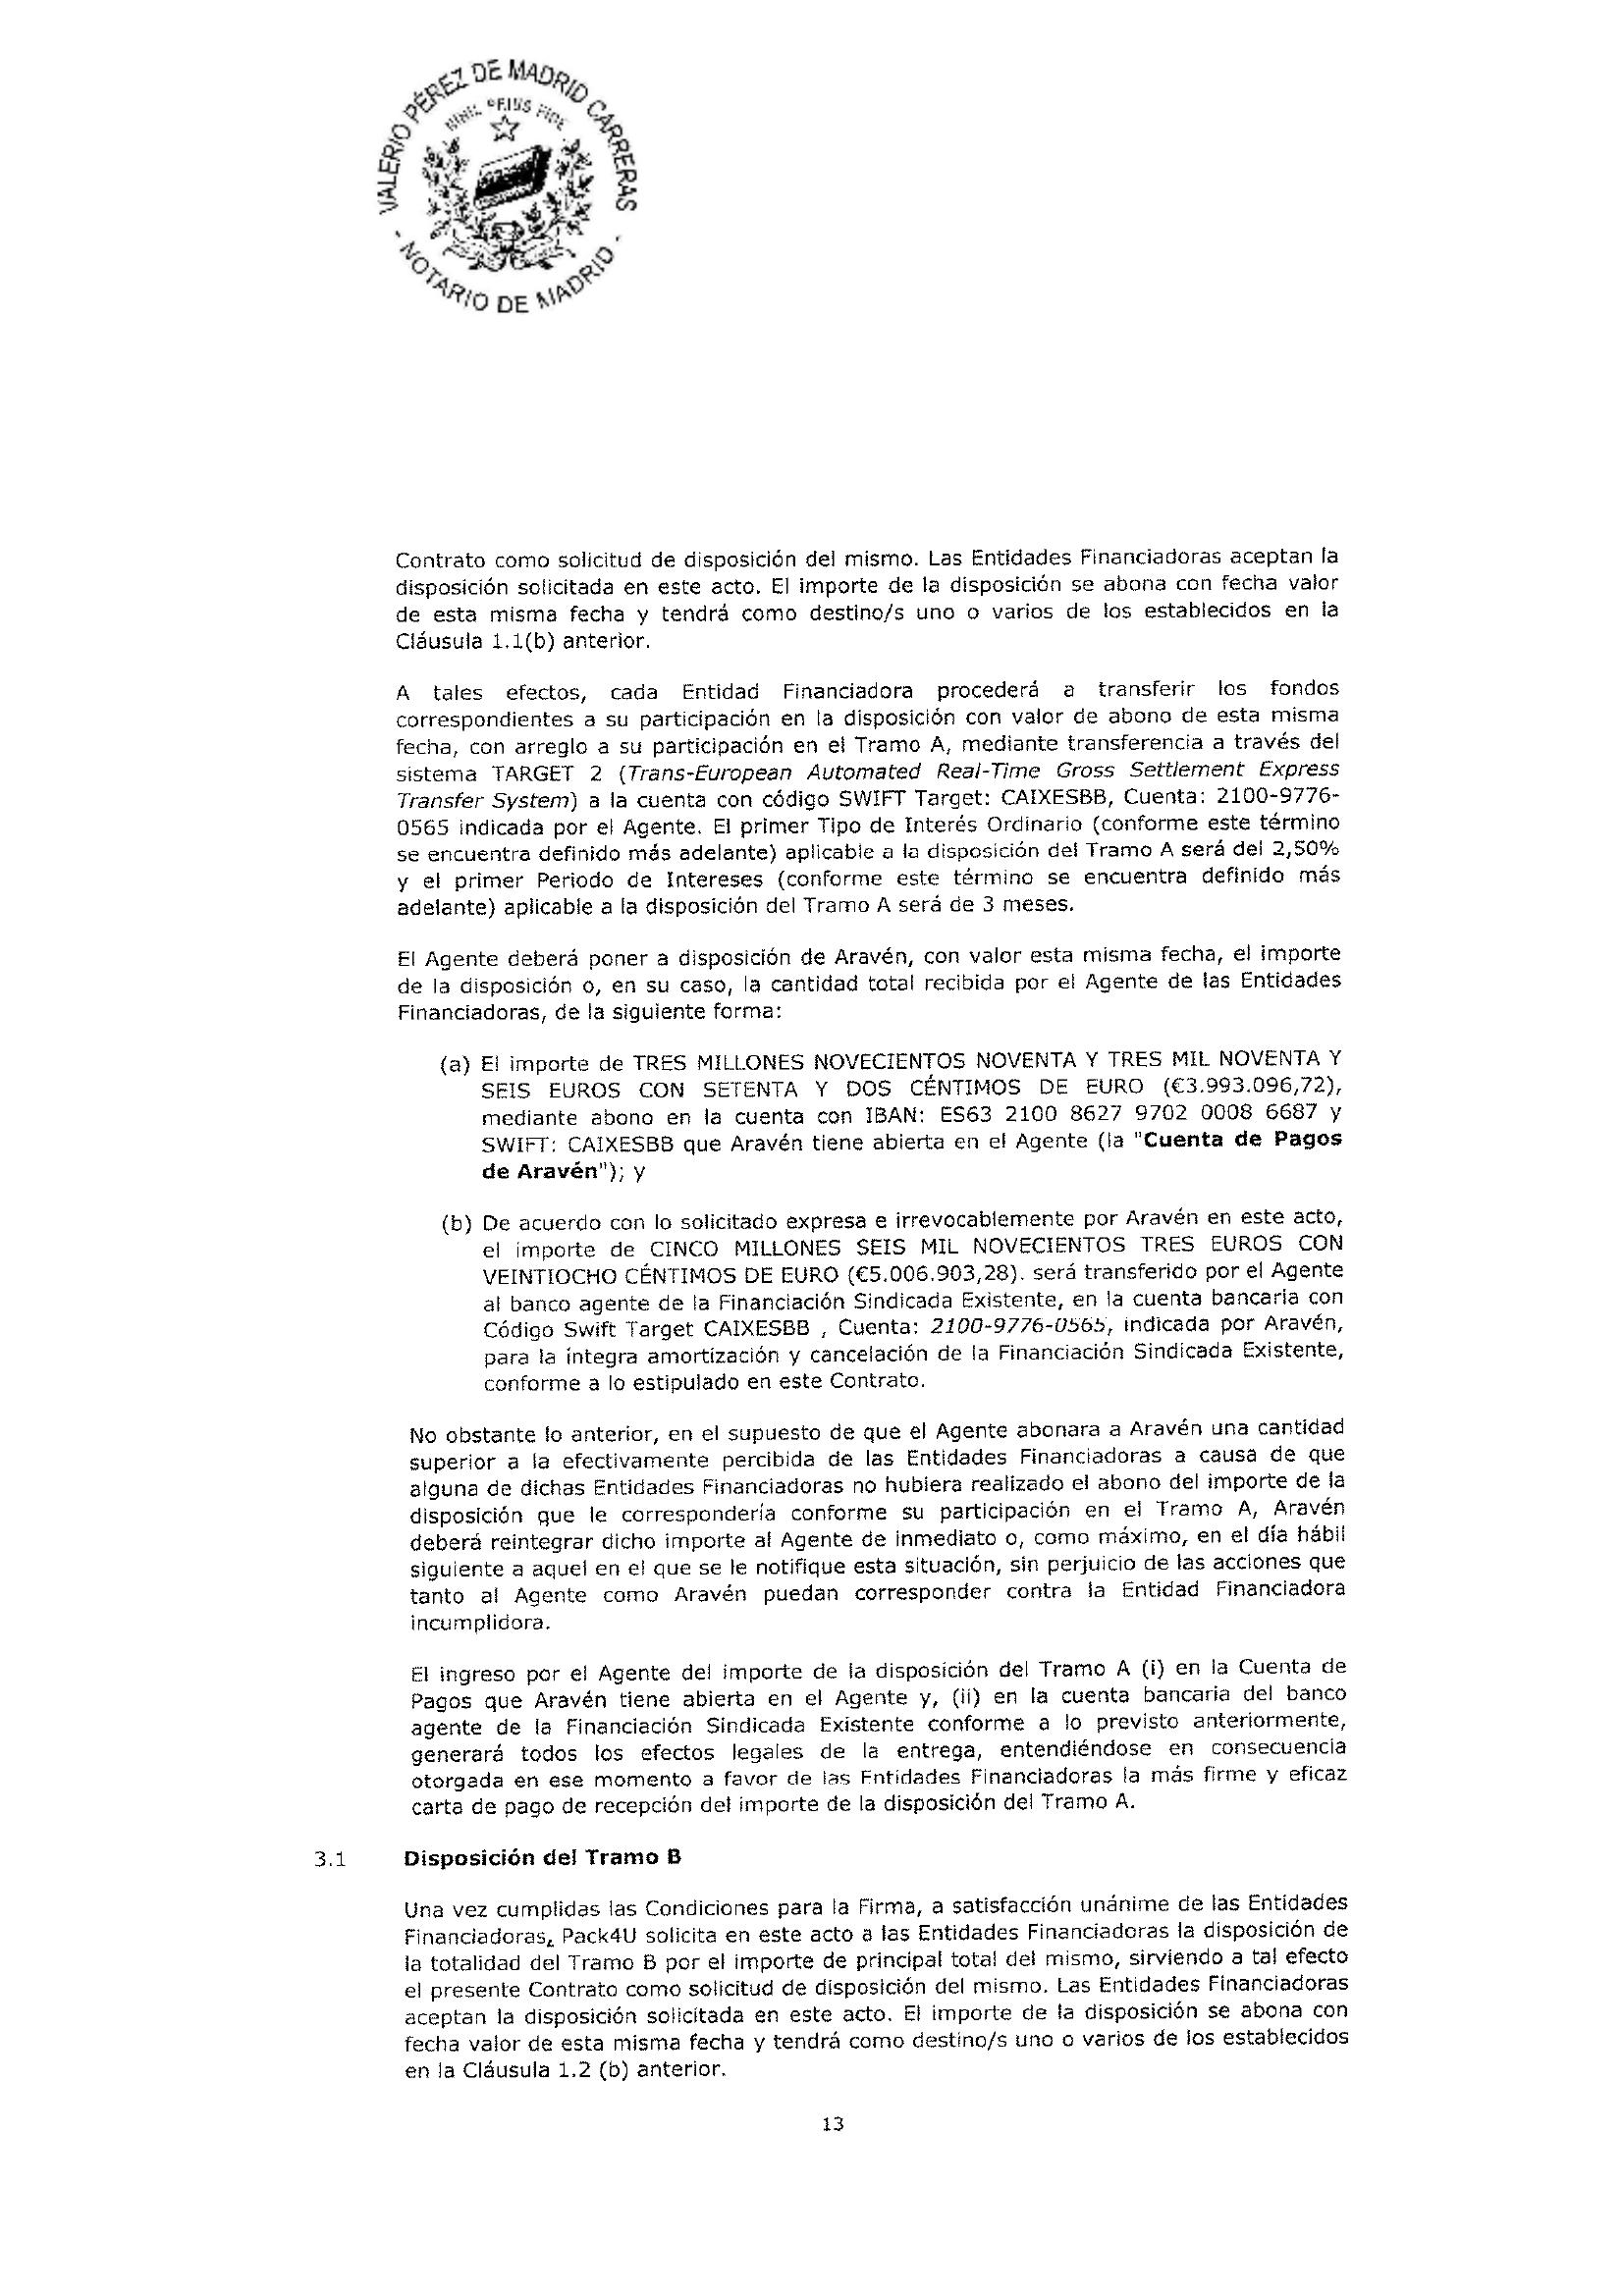 VALERIO PÉREZ DE MADRID CARRERAS
- NOTARIO DE MADRID -
Contrato como solicitud de disposición del mismo. Las Entidades Financiadoras aceptan la
disposición solicitada en este acto. El importe de la disposición se abona con fecha valor
de esta misma fecha y tendrá como destino/s uno o varios de los establecidos en la
Cláusula 1.1(b) anterior.
A tales efectos, cada Entidad Financiadora procederá a transferir los fondos
correspondientes a su participación en la disposición con valor de abono de esta misma
fecha, con arreglo a su participación en el Tramo A, mediante transferencia a través del
sistema TARGET 2 (Trans-European Automated Real-Time Gross Settlement Express
Transfer System) a la cuenta con código SWIFT Target: CAIXESBB, Cuenta: 2100-9776-
0565 indicada por el Agente. El primer Tipo de Interés Ordinario (conforme este término
se encuentra definido más adelante) aplicable a la disposición del Tramo A será del 2,50%
y el primer Periodo de Intereses (conforme este término se encuentra definido más
adelante) aplicable a la disposición del Tramo A será de 3 meses.
El Agente deberá poner a disposición de Aravén, con valor esta misma fecha, el importe
de la disposición o, en su caso, la cantidad total recibida por el Agente de las Entidades
Financiadoras, de la siguiente forma:
(a) El importe de TRES MILLONES NOVECIENTOS NOVENTA Y TRES MIL NOVENTA Y
SEIS EUROS CON SETENTA Y DOS CÉNTIMOS DE EURO (€3.993.096,72),
mediante abono en la cuenta con IBAN: ES63 2100 8627 9702 0008 6687 y
SWIFT: CAIXESBB que Aravén tiene abierta en el Agente (la "Cuenta de Pagos
de Aravén"); y
(b) De acuerdo con lo solicitado expresa e irrevocablemente por Aravén en este acto,
el importe de CINCO MILLONES SEIS MIL NOVECIENTOS TRES EUROS CON
VEINTIOCHO CÉNTIMOS DE EURO (€5.006.903,28). será transferido por el Agente
al banco agente de la Financiación Sindicada Existente, en la cuenta bancaria con
Código Swift Target CAIXESBB , Cuenta: 2100-9776-0565, indicada por Aravén,
para la íntegra amortización y cancelación de la Financiación Sindicada Existente,
conforme a lo estipulado en este Contrato.
No obstante lo anterior, en el supuesto de que el Agente abonara a Aravén una cantidad
superior a la efectivamente percibida de las Entidades Financiadoras a causa de que
alguna de dichas Entidades Financiadoras no hubiera realizado el abono del importe de la
disposición que le correspondería conforme su participación en el Tramo A, Aravén
deberá reintegrar dicho importe al Agente de inmediato o, como máximo, en el día hábil
siguiente a aquel en el que se le notifique esta situación, sin perjuicio de las acciones que
tanto al Agente como Aravén puedan corresponder contra la Entidad Financiadora
incumplidora.
El ingreso por el Agente del importe de la disposición del Tramo A (i) en la Cuenta de
Pagos que Aravén tiene abierta en el Agente y, (ii) en la cuenta bancaria del banco
agente de la Financiación Sindicada Existente conforme a lo previsto anteriormente,
generará todos los efectos legales de la entrega, entendiéndose en consecuencia
otorgada en ese momento a favor de las Entidades Financiadoras la más firme y eficaz
carta de pago de recepción del importe de la disposición del Tramo A.
3.1 Disposición del Tramo B
Una vez cumplidas las Condiciones para la Firma, a satisfacción unánime de las Entidades
Financiadoras, Pack4U solicita en este acto a las Entidades Financiadoras la disposición de
la totalidad del Tramo B por el importe de principal total del mismo, sirviendo a tal efecto
el presente Contrato como solicitud de disposición del mismo. Las Entidades Financiadoras
aceptan la disposición solicitada en este acto. El importe de la disposición se abona con
fecha valor de esta misma fecha y tendrá como destino/s uno o varios de los establecidos
en la Cláusula 1.2 (b) anterior.
13